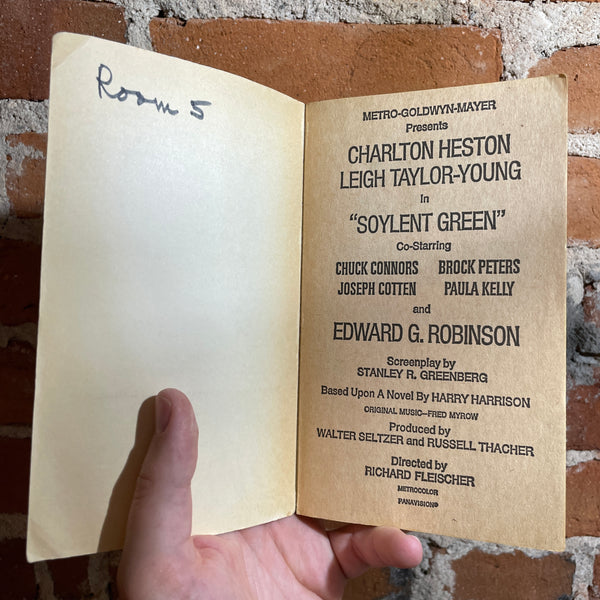 Room 5
METRO-GOLDWYN-MAYER
Presents
CHARLTON HESTON
LEIGH TAYLOR-YOUNG
In
"SOYLENT GREEN"
Co-Starring
CHUCK CONNORS BROCK PETERS
JOSEPH COTTEN PAULA KELLY
and
EDWARD G. ROBINSON
Screenplay by
STANLEY R. GREENBERG
Based Upon A Novel By HARRY HARRISON
ORIGINAL MUSIC—FRED MYROW
Produced by
WALTER SELTZER and RUSSELL THACHER
Directed by
RICHARD FLEISCHER
METROCOLOR
PANAVISION®